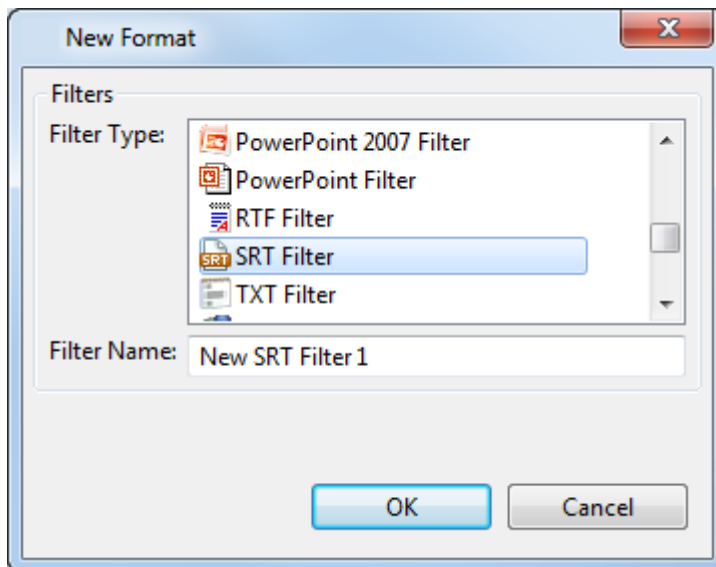 New Format
Filters
Filter Type:
PowerPoint 2007 Filter
PowerPoint Filter
RTF Filter
SRT SRT Filter
TXT Filter
Filter Name: New SRT Filter 1
OK Cancel